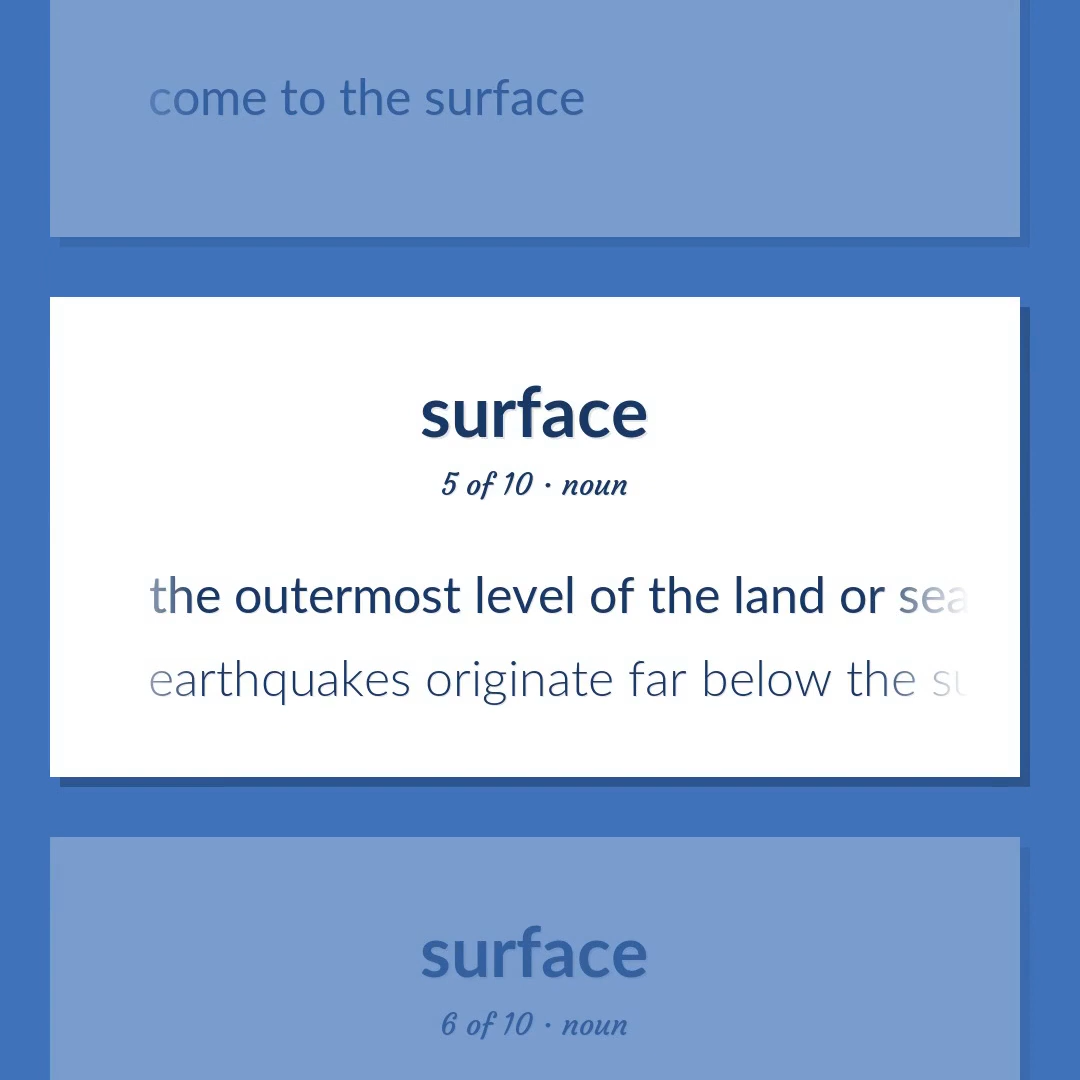 come to the surface
surface
5 of 10 · noun
the outermost level of the land or sea
earthquakes originate far below the
surface
6 of 10 · noun